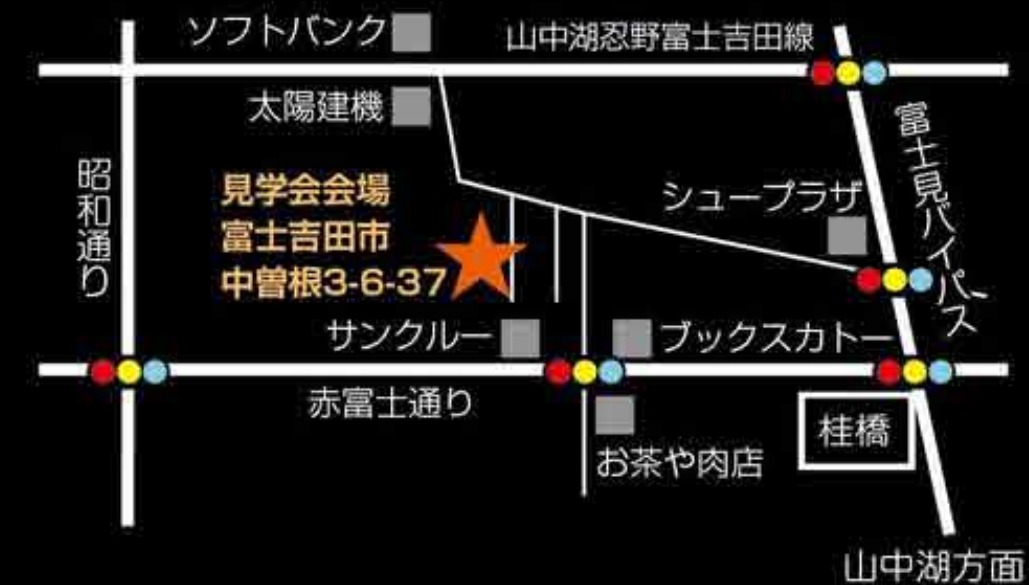 ソフトバンク
山中湖忍野富士吉田線
太陽建機
昭和通り
見学会会場
富士吉田市
中曽根3-6-37
シュープラザ
富士見バイパス
サンクルー
ブックスカトー
赤富士通り
桂橋
お茶や肉店
山中湖方面